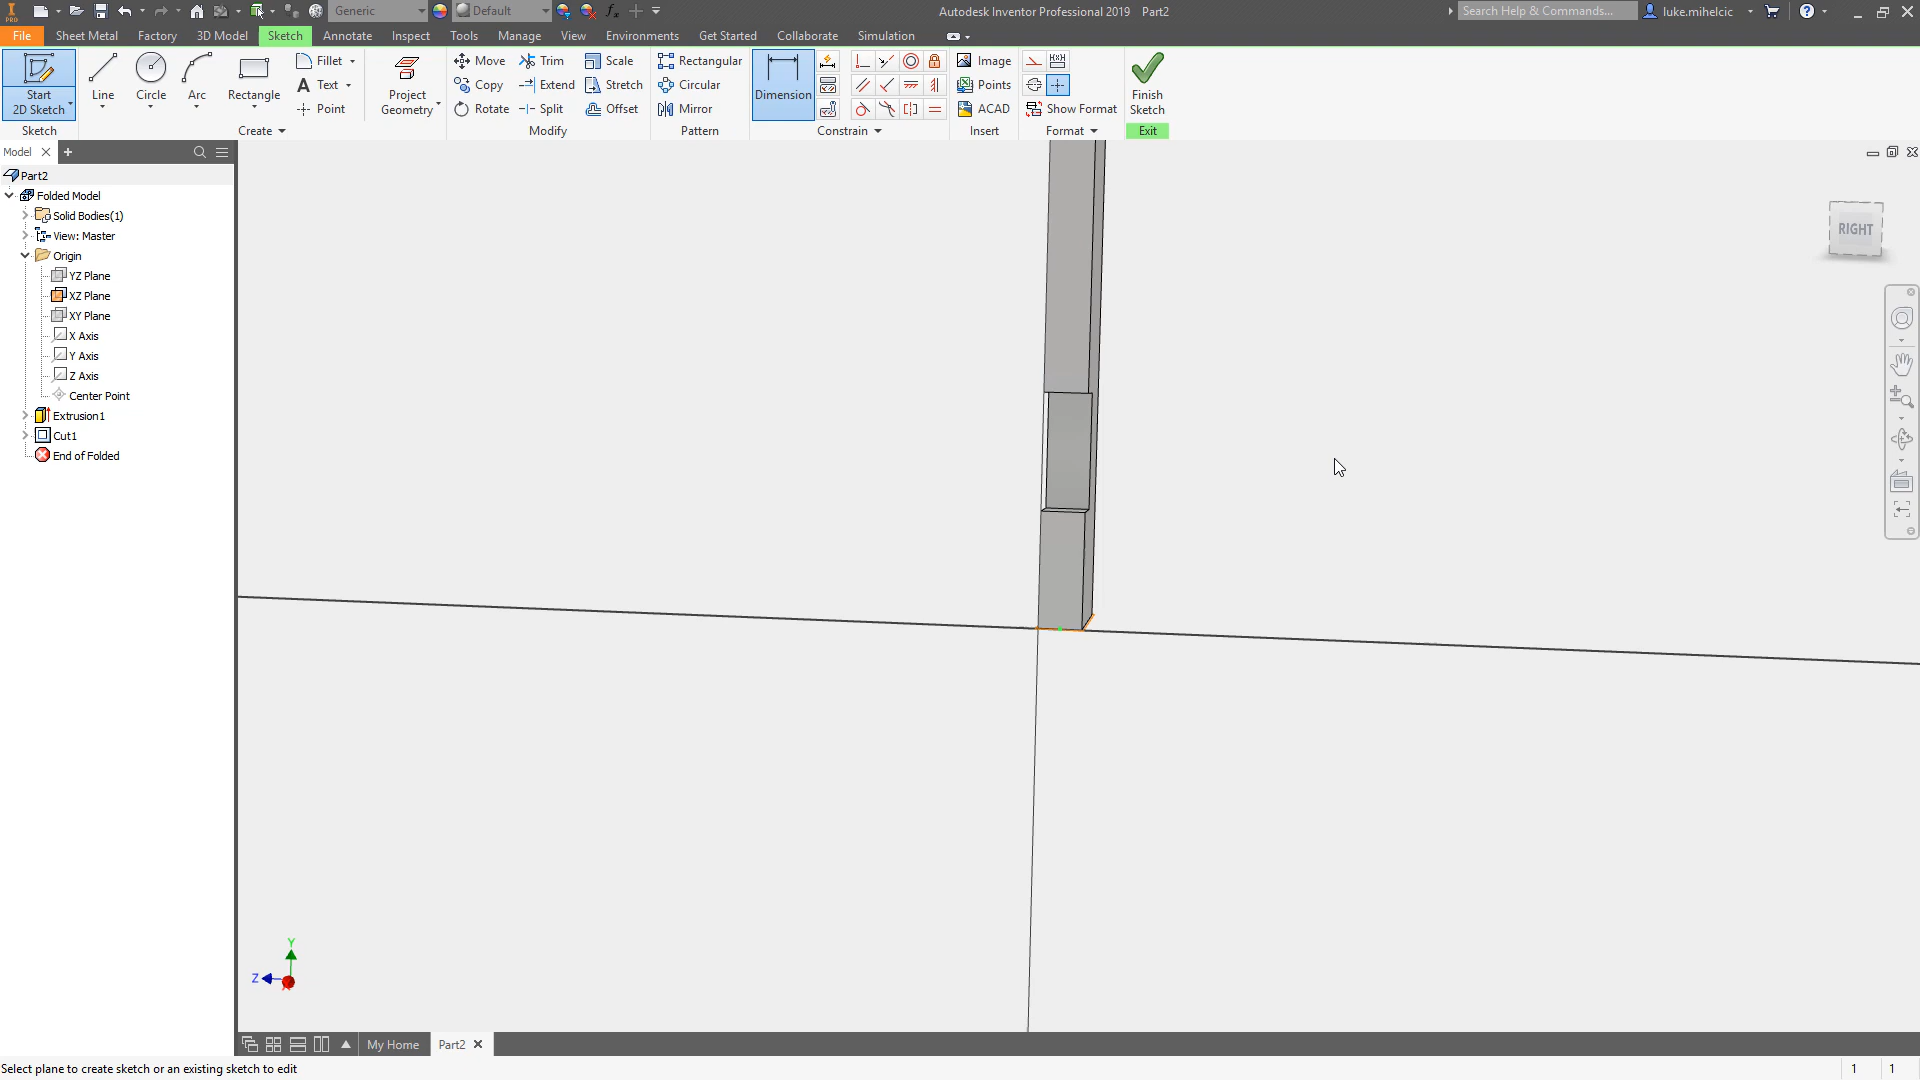 Generic
Default
Autodesk Inventor Professional 2019 Part2
Search Help & Commands...
luke.mihelcic
PRO
File Sheet Metal Factory 3D Model Sketch Annotate Inspect Tools Manage View Environments Get Started Collaborate Simulation
Start
2D Sketch
Line
Circle
Arc
Rectangle
Fillet
Text
Point
Project
Geometry
Move
Copy
Rotate
Trim
Extend
Split
Scale
Stretch
Offset
Rectangular
Circular
Mirror
Dimension
Image
Points
ACAD
Show Format
Finish
Sketch
Sketch
Create
Modify
Pattern
Constrain
Insert
Format
Exit
Model
Part2
Folded Model
Solid Bodies(1)
View: Master
Origin
YZ Plane
XZ Plane
XY Plane
X Axis
Y Axis
Z Axis
Center Point
Extrusion1
Cut1
End of Folded
RIGHT
Y
Z
My Home
Part2
Select plane to create sketch or an existing sketch to edit
1 1